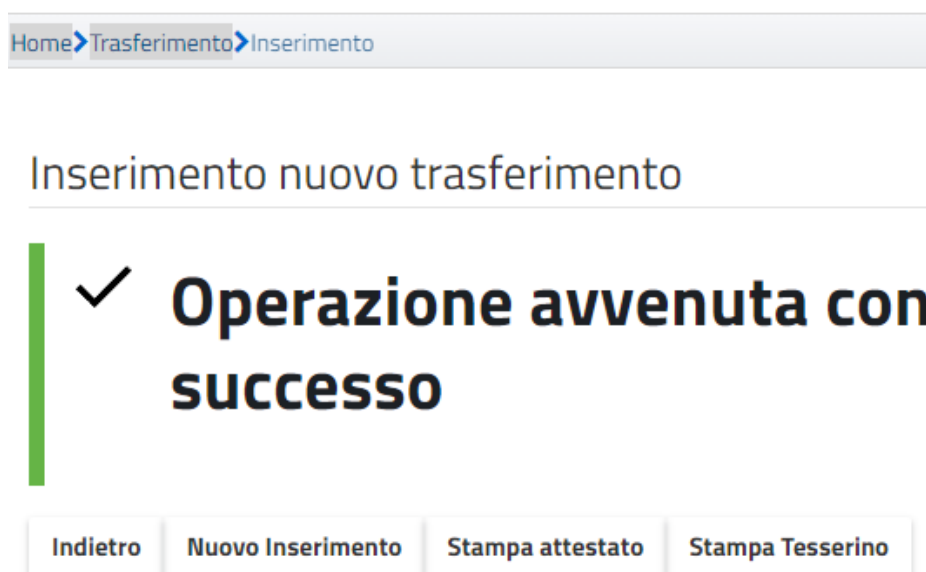 Home>Trasferimento>Inserimento
Inserimento nuovo trasferimento
Operazione avvenuta con
successo
Indietro Nuovo Inserimento Stampa attestato Stampa Tesserino